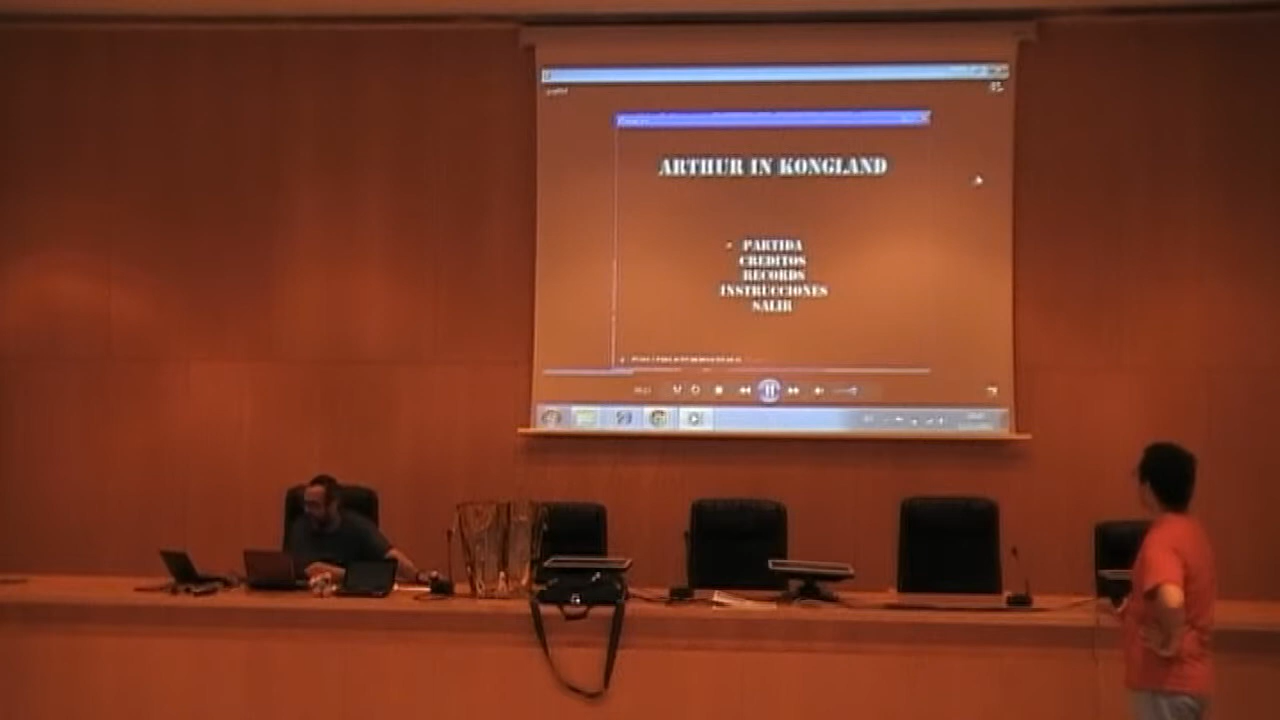 ARTHUR IN KONGLAND
PARTIDA
CREDITOS
RECORDS
INSTRUCCIONES
SALIR